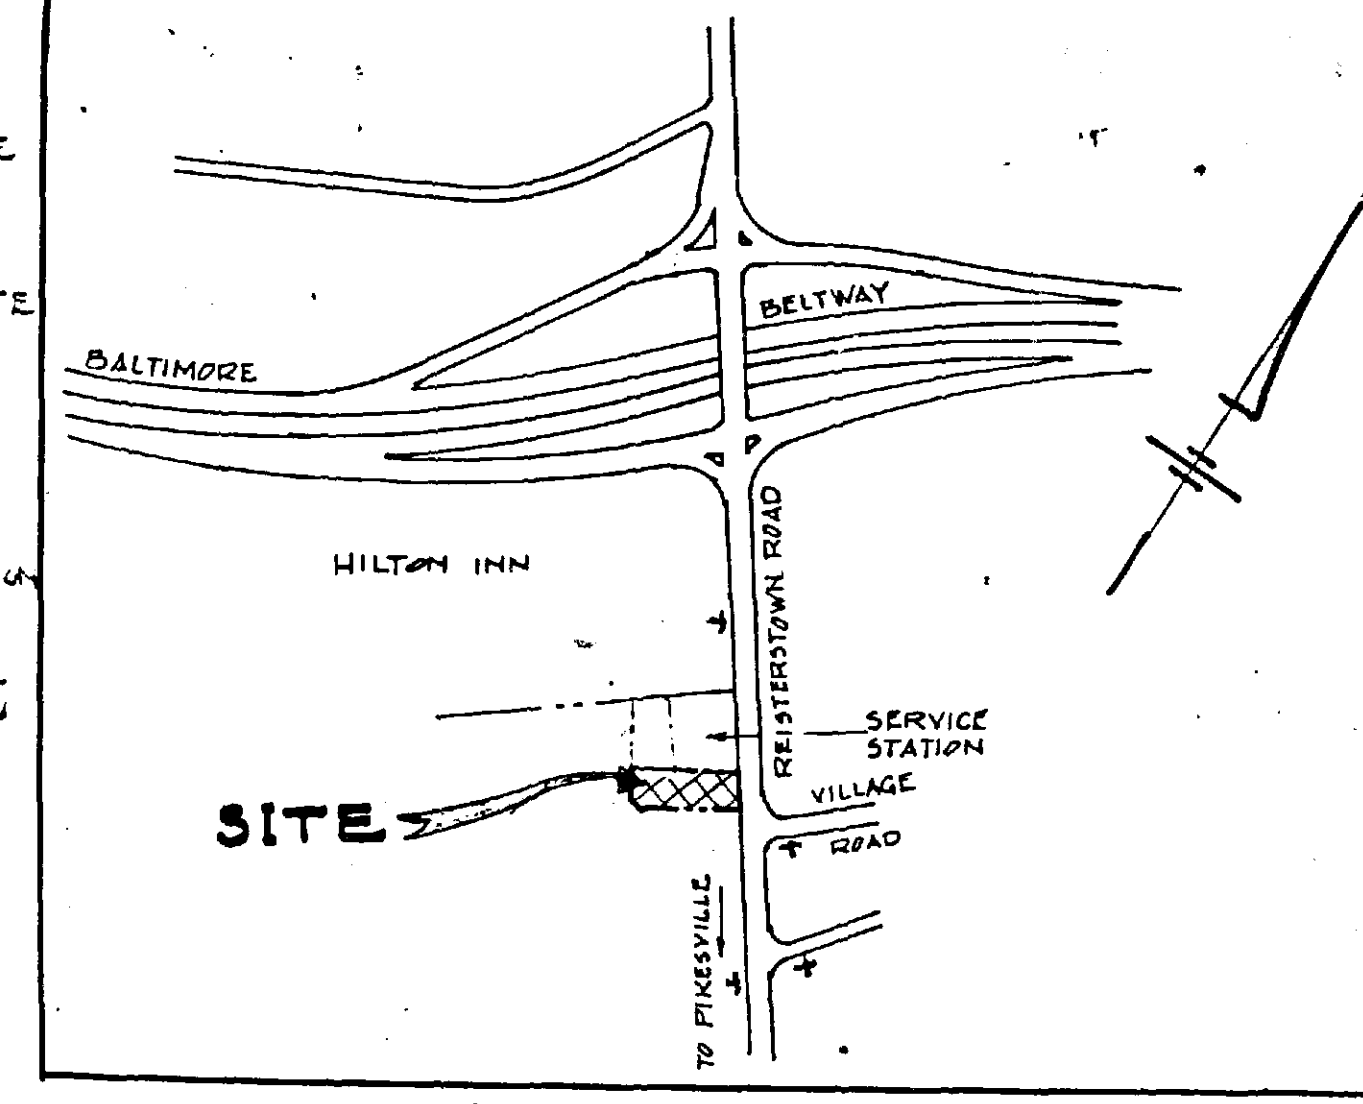 BELTWAY
BALTIMORE
HILTON INN
REISTERSTOWN ROAD
SERVICE
STATION
VILLAGE
ROAD
SITE
TO PIKESVILLE